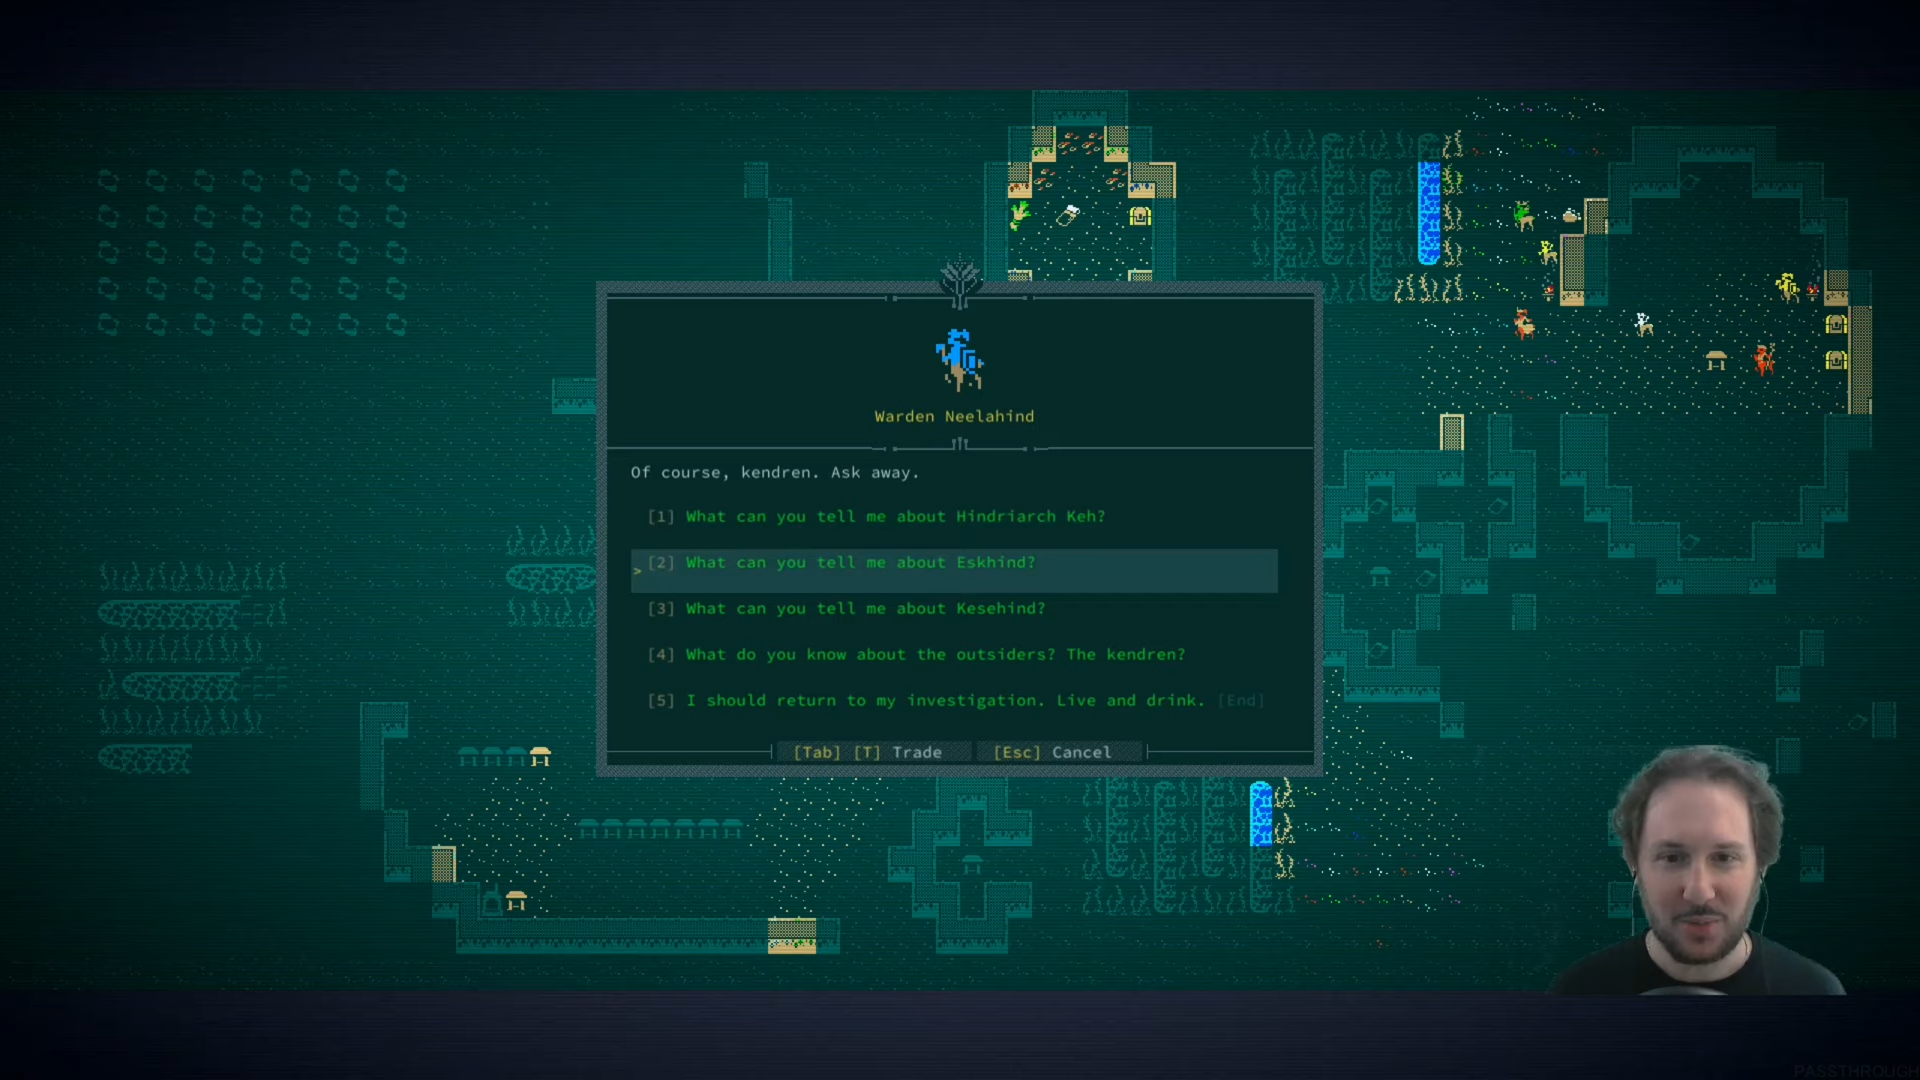 Warden Neelahind
Of course, kendren. Ask away.
[1] What can you tell me about Hindriarch Keh?
> [2] What can you tell me about Eskhind?
[3] What can you tell me about Kesehind?
[4] What do you know about the outsiders? The kendren?
[5] I should return to my investigation. Live and drink. [End]
[Tab] [T] Trade [Esc] Cancel
PASSTHROUGH